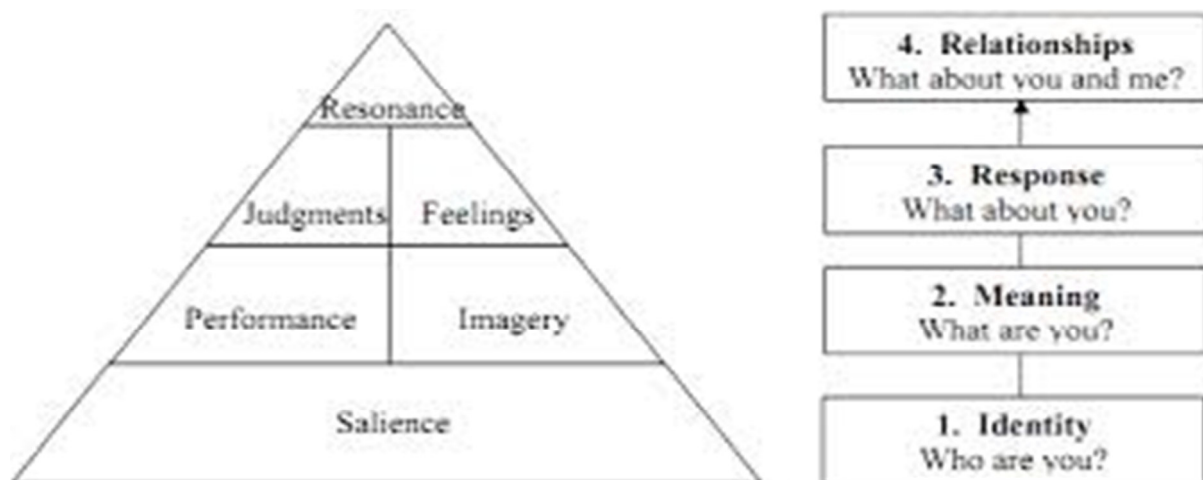 Resonance
Judgments
Feelings
Performance
Imagery
Salience
4. Relationships
What about you and me?
3. Response
What about you?
2. Meaning
What are you?
1. Identity
Who are you?